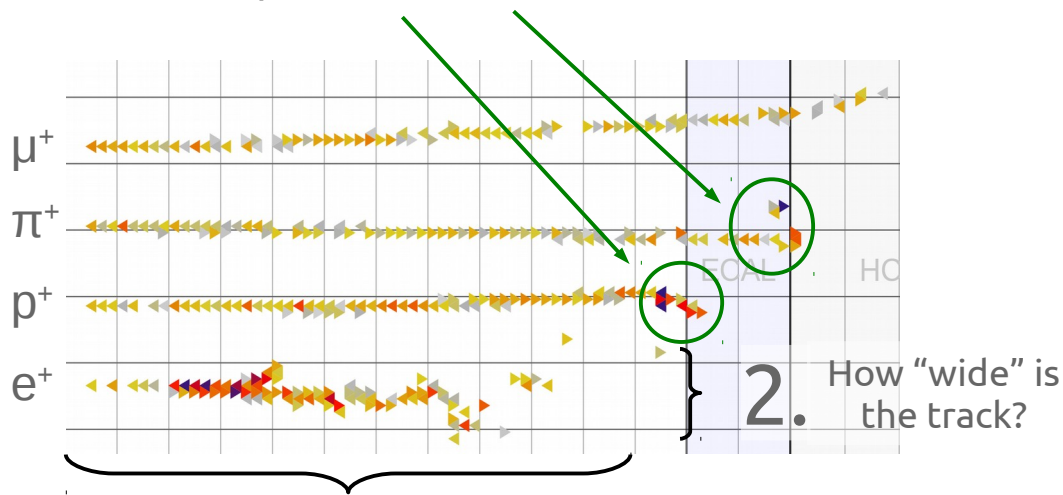 μ⁺
π⁺
ECAL
HC
p⁺
e⁺
2.
How “wide” is
the track?